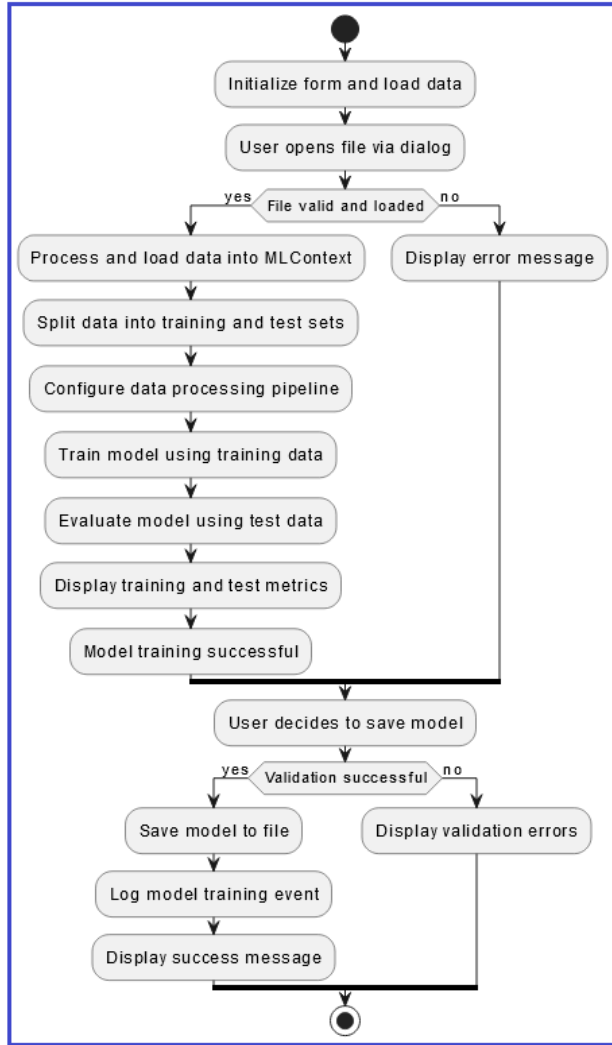 Initialize form and load data
User opens file via dialog
yes
File valid and loaded
no
Process and load data into MLContext
Display error message
Split data into training and test sets
Configure data processing pipeline
Train model using training data
Evaluate model using test data
Display training and test metrics
Model training successful
User decides to save model
yes
Validation successful
no
Save model to file
Display validation errors
Log model training event
Display success message